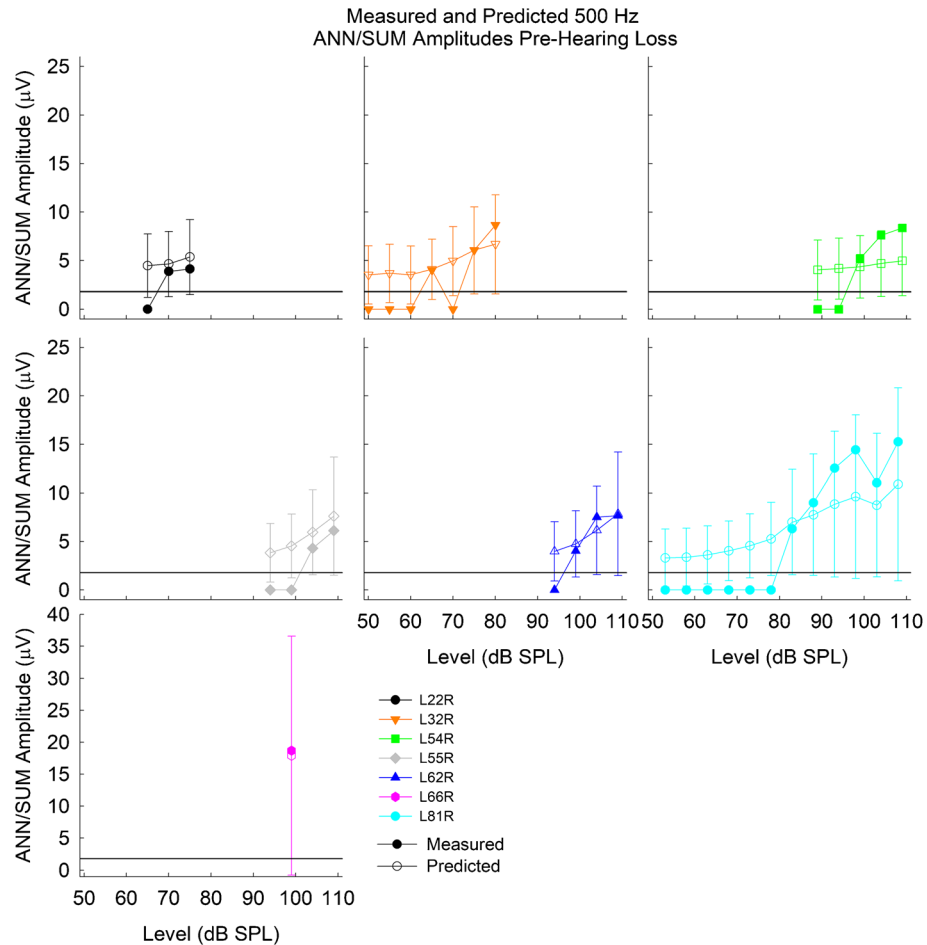 Measured and Predicted 500 Hz
ANN/SUM Amplitudes Pre-Hearing Loss
ANN/SUM Amplitude (μV)
25
20
15
10
5
0
ANN/SUM Amplitude (μV)
25
20
15
10
5
0
50 60 70 80 90 100 110
Level (dB SPL)
50 60 70 80 90 100 110
Level (dB SPL)
ANN/SUM Amplitude (μV)
40
35
30
25
20
15
10
5
0
50 60 70 80 90 100 110
Level (dB SPL)
L22R
L32R
L54R
L55R
L62R
L66R
L81R
Measured
Predicted